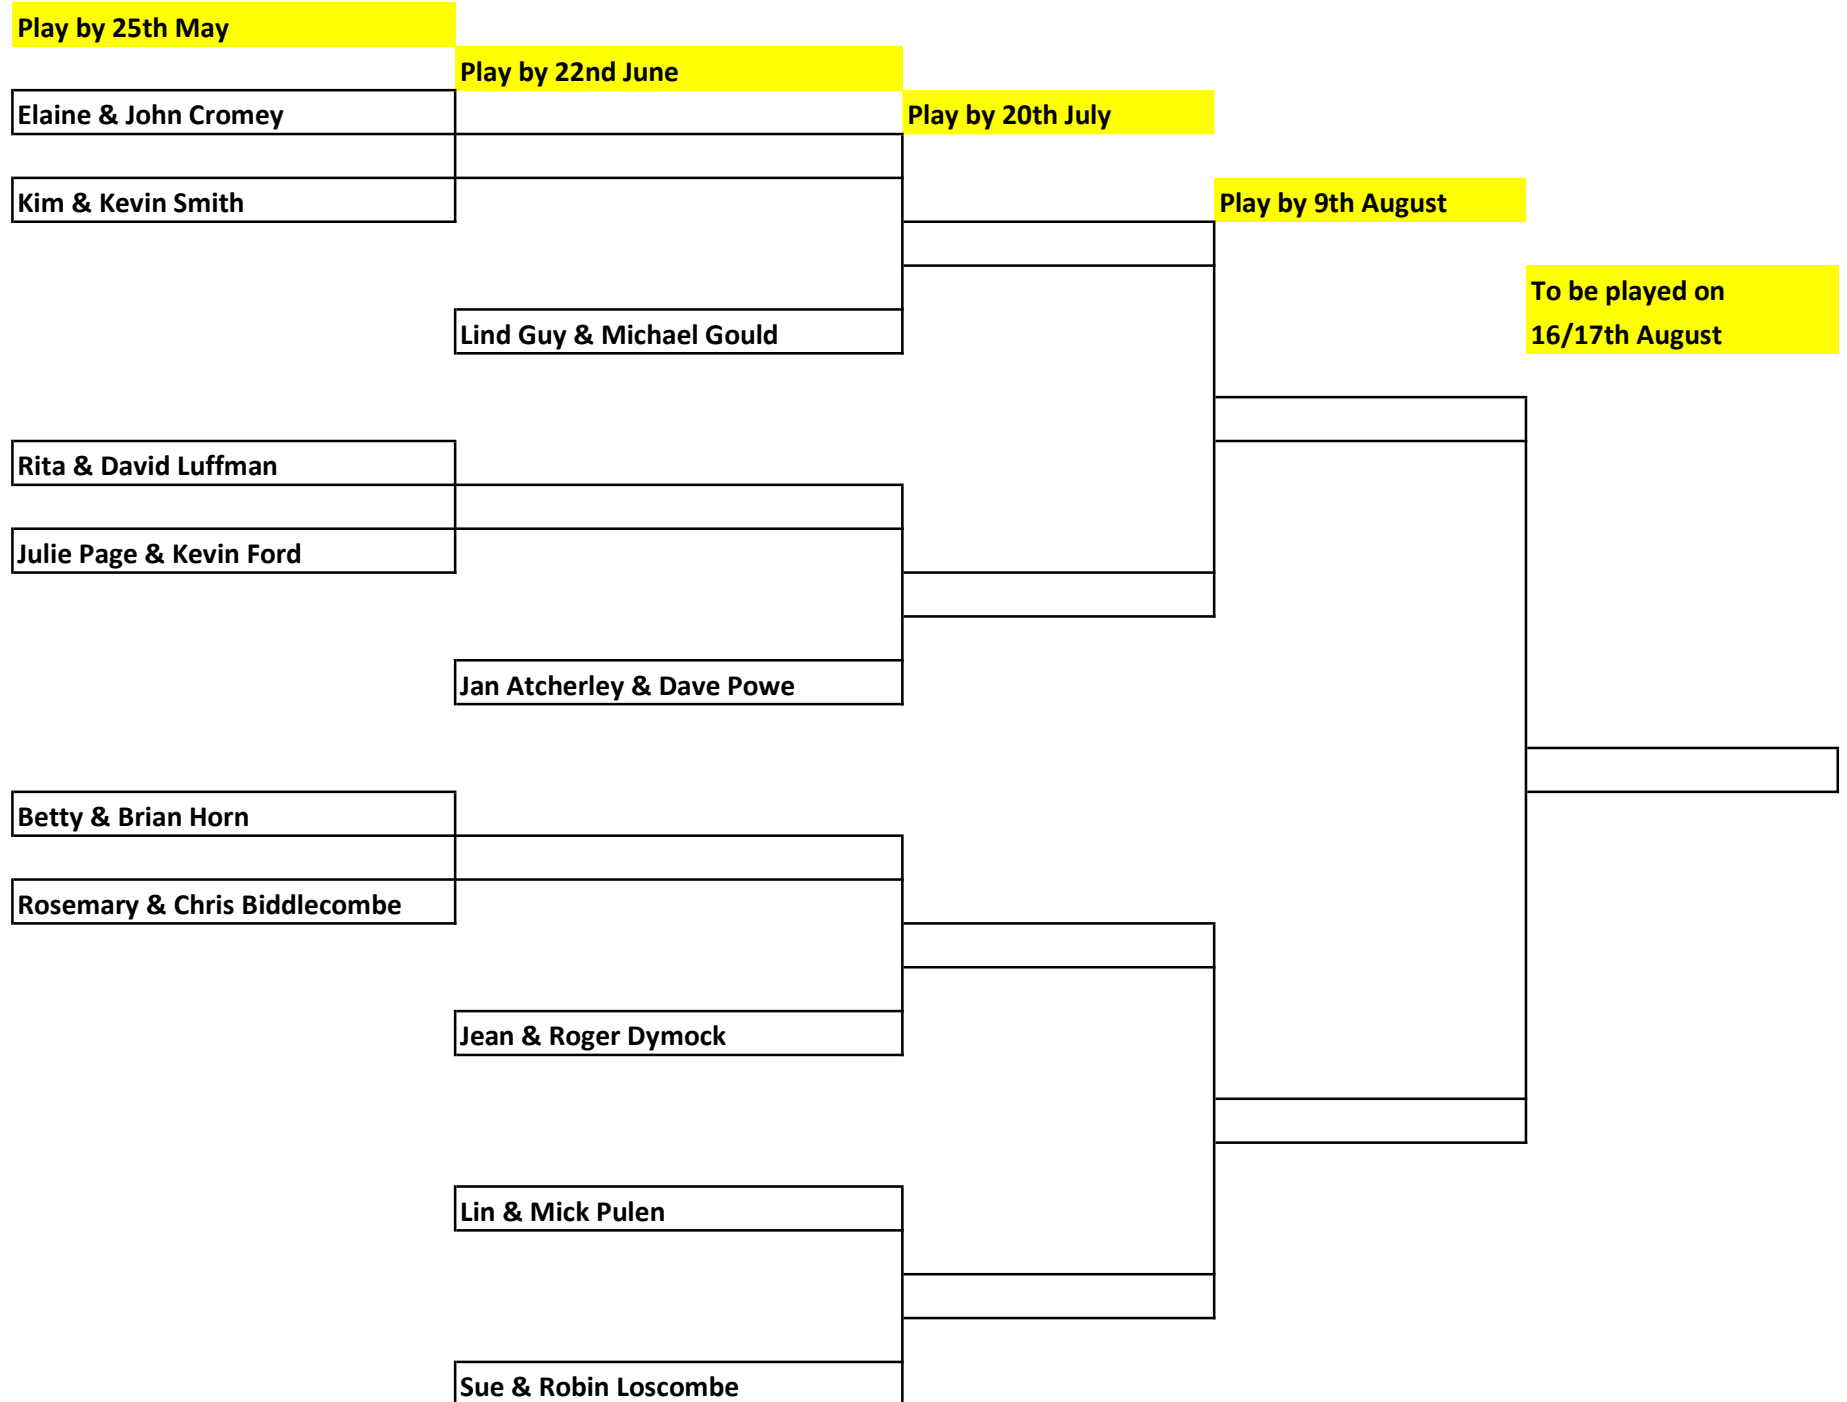 Play by 25th May
Play by 22nd June
Elaine & John Cromey
Play by 20th July
Kim & Kevin Smith
Play by 9th August
To be played on
16/17th August
Lind Guy & Michael Gould
Rita & David Luffman
Julie Page & Kevin Ford
Jan Atcherley & Dave Powe
Betty & Brian Horn
Rosemary & Chris Biddlecombe
Jean & Roger Dymock
Lin & Mick Pulen
Sue & Robin Loscombe